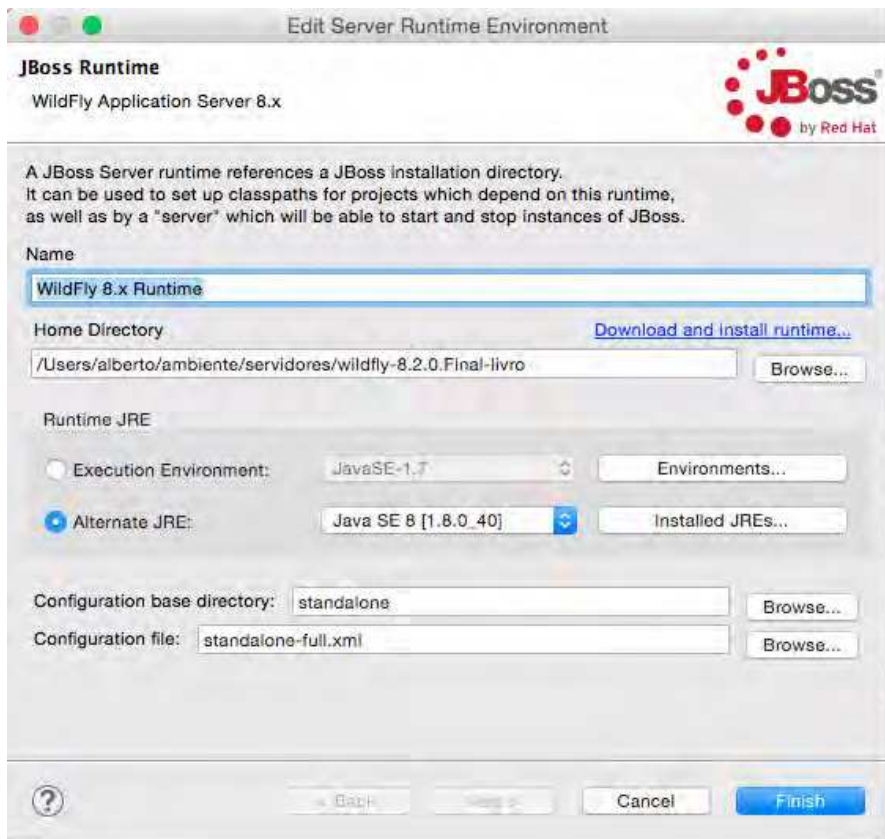 Edit Server Runtime Environment
JBoss Runtime
WildFly Application Server 8.x
JBoss
by Red Hat
A JBoss Server runtime references a JBoss installation directory.
It can be used to set up classpaths for projects which depend on this runtime,
as well as by a "server" which will be able to start and stop instances of JBoss.
Name
WildFly 8.x Runtime
Home Directory
Download and install runtime...
/Users/alberto/ambiente/servidores/wildfly-8.2.0.Final-livro
Browse...
Runtime JRE
Execution Environment:
JavaSE-1.7
Environments...
Alternate JRE:
Java SE 8 [1.8.0_40]
Installed JREs...
Configuration base directory:
standalone
Browse...
Configuration file:
standalone-full.xml
Browse...
?
< Back
Next >
Cancel
Finish